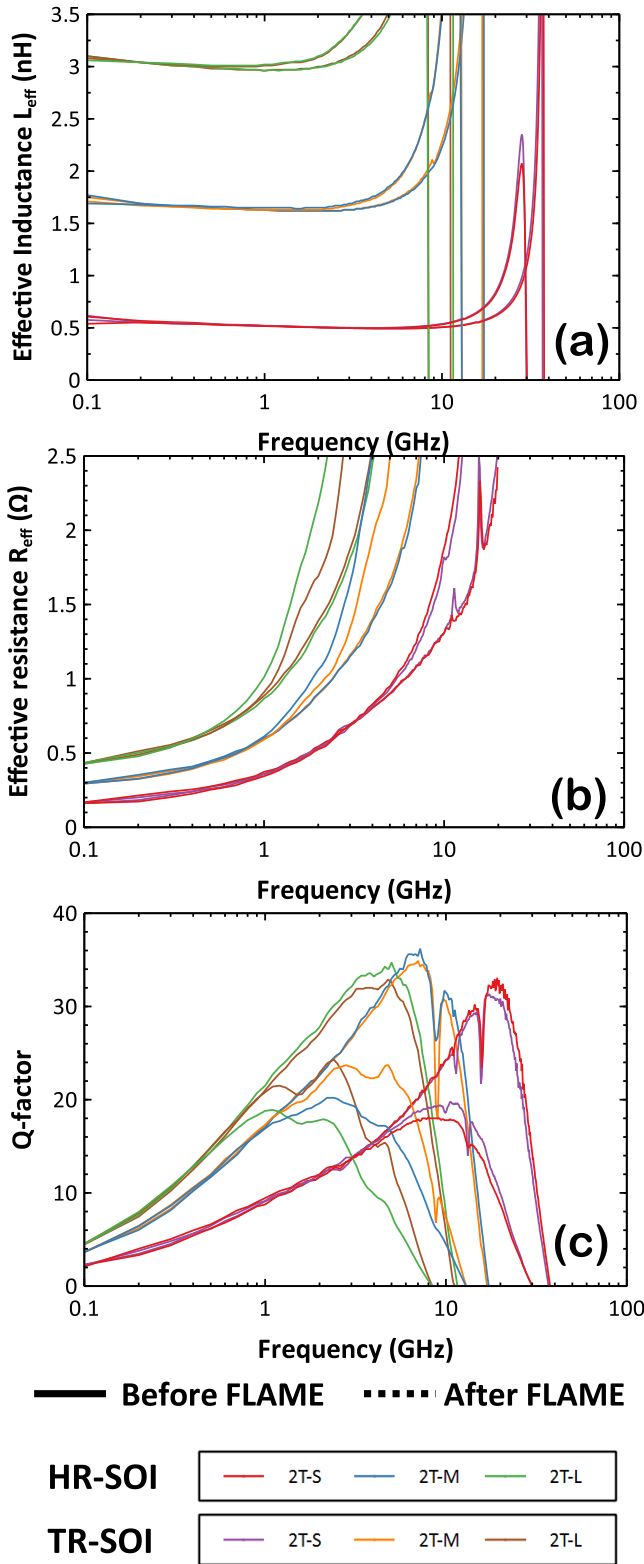 3.5
3
2.5
2
1.5
1
0.5
0
Effective Inductance Leff (nH)
(a)
0.1 1 10 100
Frequency (GHz)
2.5
2
1.5
1
0.5
0
Effective resistance Reff (Ω)
(b)
0.1 1 10 100
Frequency (GHz)
40
30
20
10
0
Q-factor
(c)
0.1 1 10 100
Frequency (GHz)
Before FLAME After FLAME
HR-SOI 2T-S 2T-M 2T-L
TR-SOI 2T-S 2T-M 2T-L